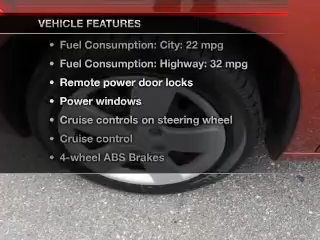 VEHICLE FEATURES
• Fuel Consumption: City: 22 mpg
• Fuel Consumption: Highway: 32 mpg
• Remote power door locks
• Power windows
• Cruise controls on steering wheel
• Cruise control
• 4-wheel ABS Brakes